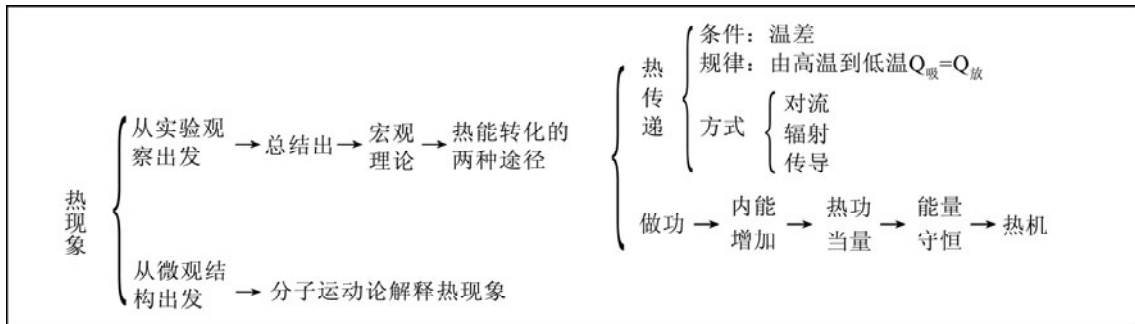 热现象
从实验观
察出发
总结出
宏观
理论
热能转化的
两种途径
热传递
条件：温差
规律：由高温到低温Q吸=Q放
方式
对流
辐射
传导
做功
内能
增加
热功
当量
能量
守恒
热机
从微观结
构出发
分子运动论解释热现象